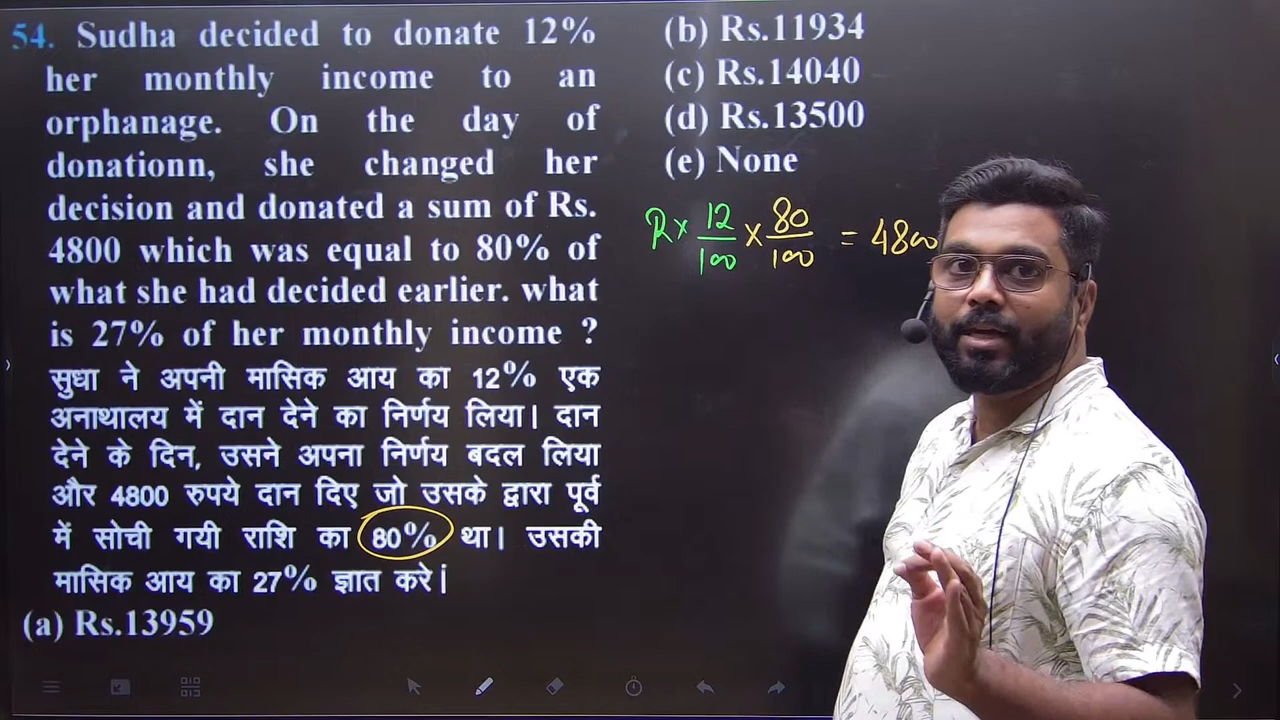 54. Sudha decided to donate 12%
her monthly income to an
orphanage. On the day of
donationn, she changed her
decision and donated a sum of Rs.
4800 which was equal to 80% of
what she had decided earlier. what
is 27% of her monthly income ?
सुधा ने अपनी मासिक आय का 12% एक
अनाथालय में दान देने का निर्णय लिया। दान
देने के दिन, उसने अपना निर्णय बदल लिया
और 4800 रुपये दान दिए जो उसके द्वारा पूर्व
में सोची गयी राशि का 80% था। उसकी
मासिक आय का 27% ज्ञात करे।
(a) Rs.13959
(b) Rs.11934
(c) Rs.14040
(d) Rs.13500
(e) None
R × 12/100 × 80/100 = 4800